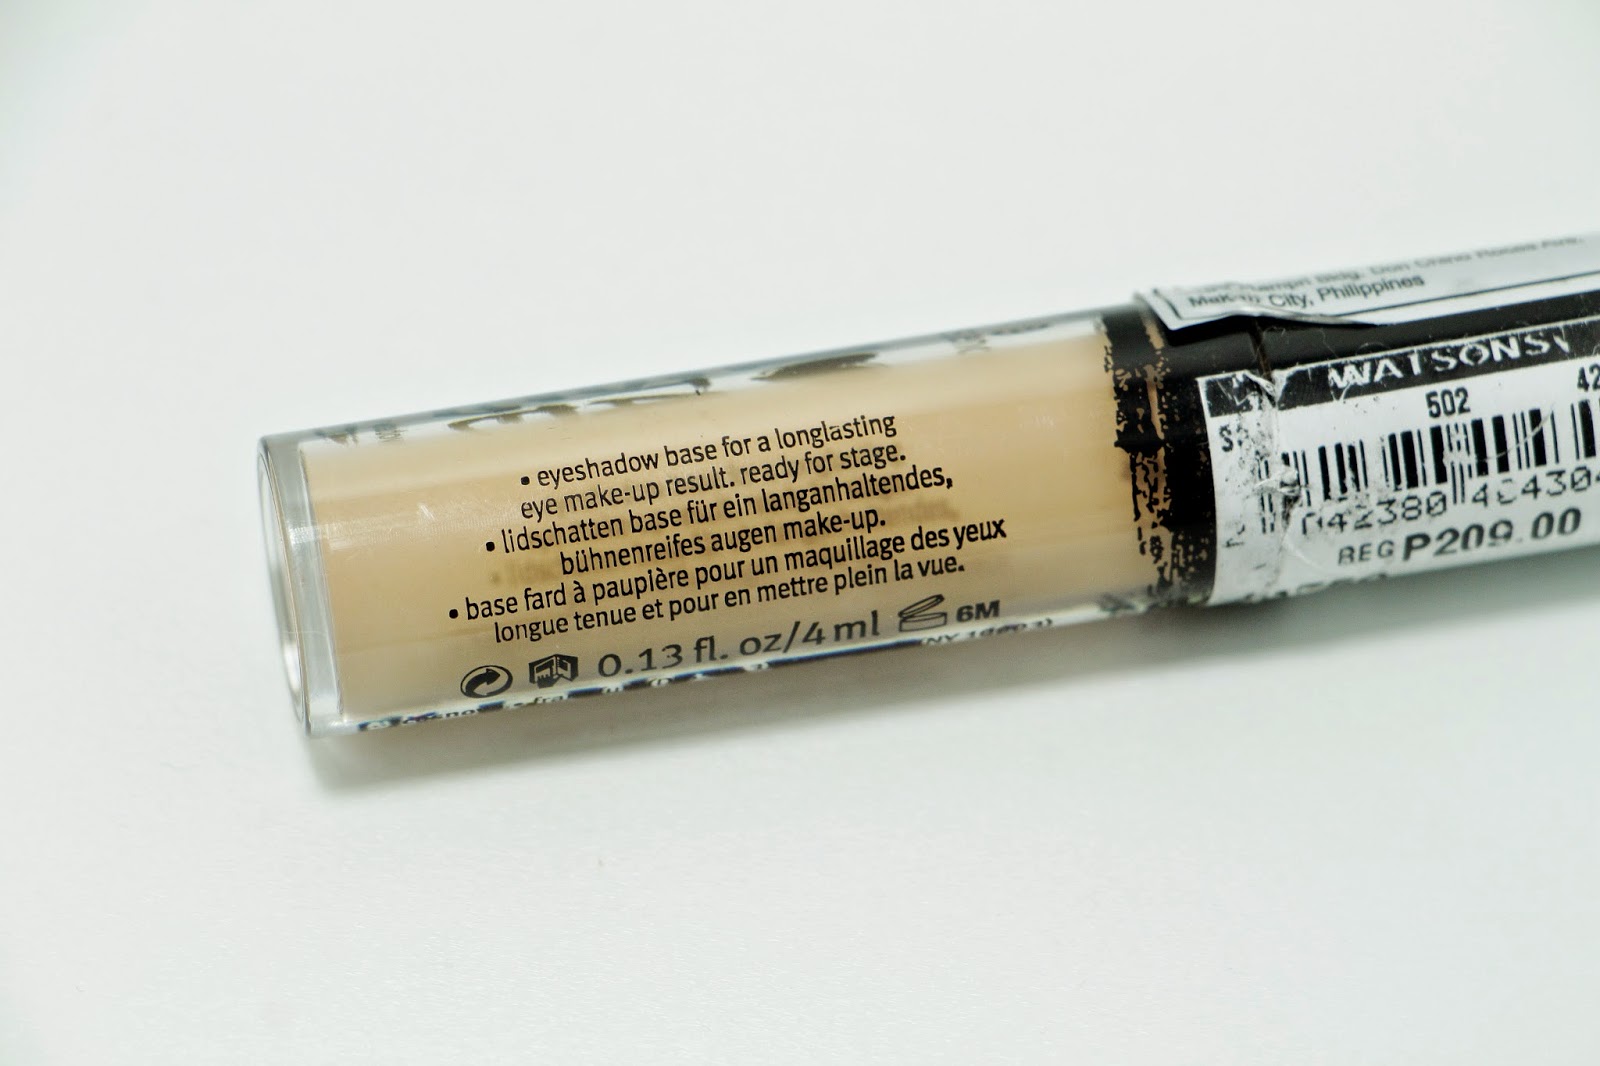 • eyeshadow base for a longlasting
eye make-up result. ready for stage.
• lidschatten base für ein langanhaltendes,
bühnenreifes augen make-up.
• base fard à paupière pour un maquillage des yeux
longue tenue et pour en mettre plein la vue.
0.13 fl. oz/4 ml 6M
City, Philippines
WATSONS
502
REG P209.00